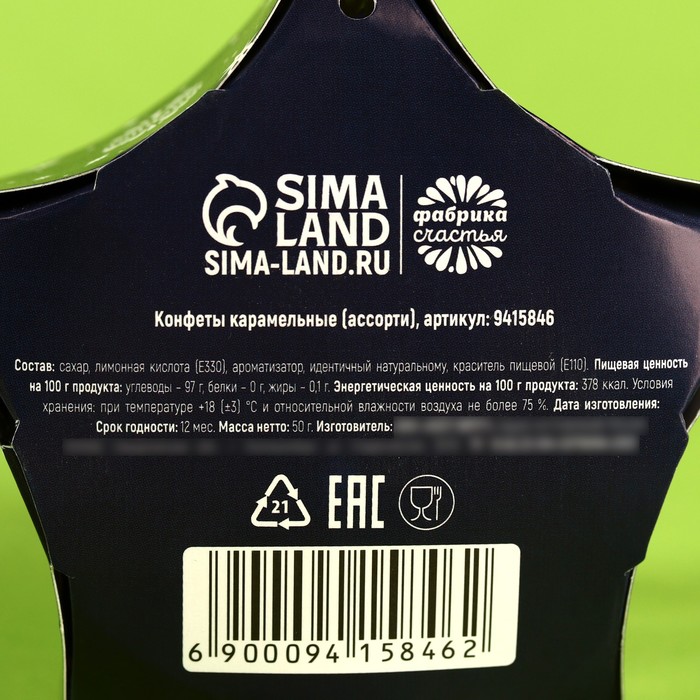 SIMA
LAND
SIMA-LAND.RU
фабрика
счастья
Конфеты карамельные (ассорти), артикул: 9415846
Состав: сахар, лимонная кислота (Е330), ароматизатор, идентичный натуральному, краситель пищевой (Е110). Пищевая ценность
на 100 г продукта: углеводы – 97 г, белки – 0 г, жиры – 0,1 г. Энергетическая ценность на 100 г продукта: 378 ккал. Условия
хранения: при температуре +18 (±3) °С и относительной влажности воздуха не более 75 %. Дата изготовления:
Срок годности: 12 мес. Масса нетто: 50 г. Изготовитель:
21
EAC
6 900094 158462